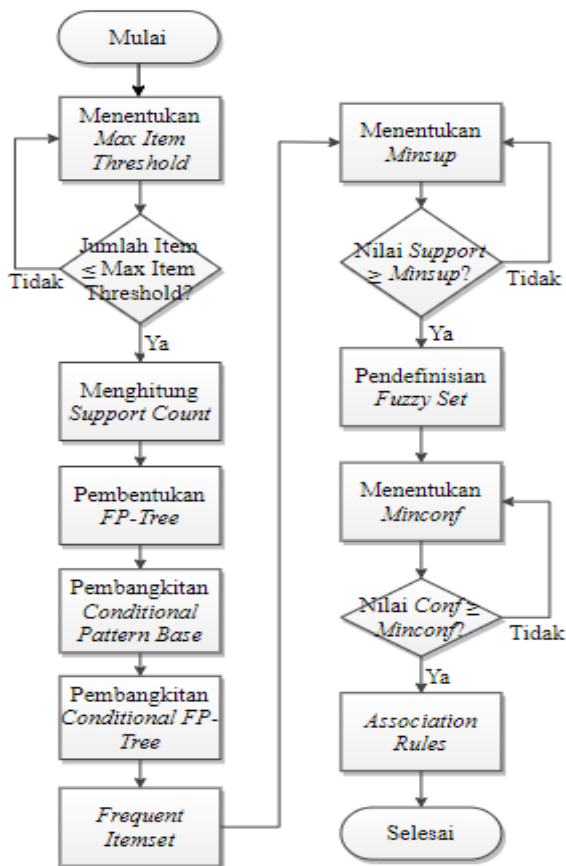 Mulai
Menentukan
Max Item
Threshold
Jumlah Item
≤ Max Item
Threshold?
Tidak
Ya
Menghitung
Support Count
Pembentukan
FP-Tree
Pembangkitan
Conditional
Pattern Base
Pembangkitan
Conditional FP-
Tree
Frequent
Itemset
Menentukan
Minsup
Nilai Support
≥ Minsup?
Tidak
Ya
Pendefinisian
Fuzzy Set
Menentukan
Minconf
Nilai Conf ≥
Minconf?
Tidak
Ya
Association
Rules
Selesai